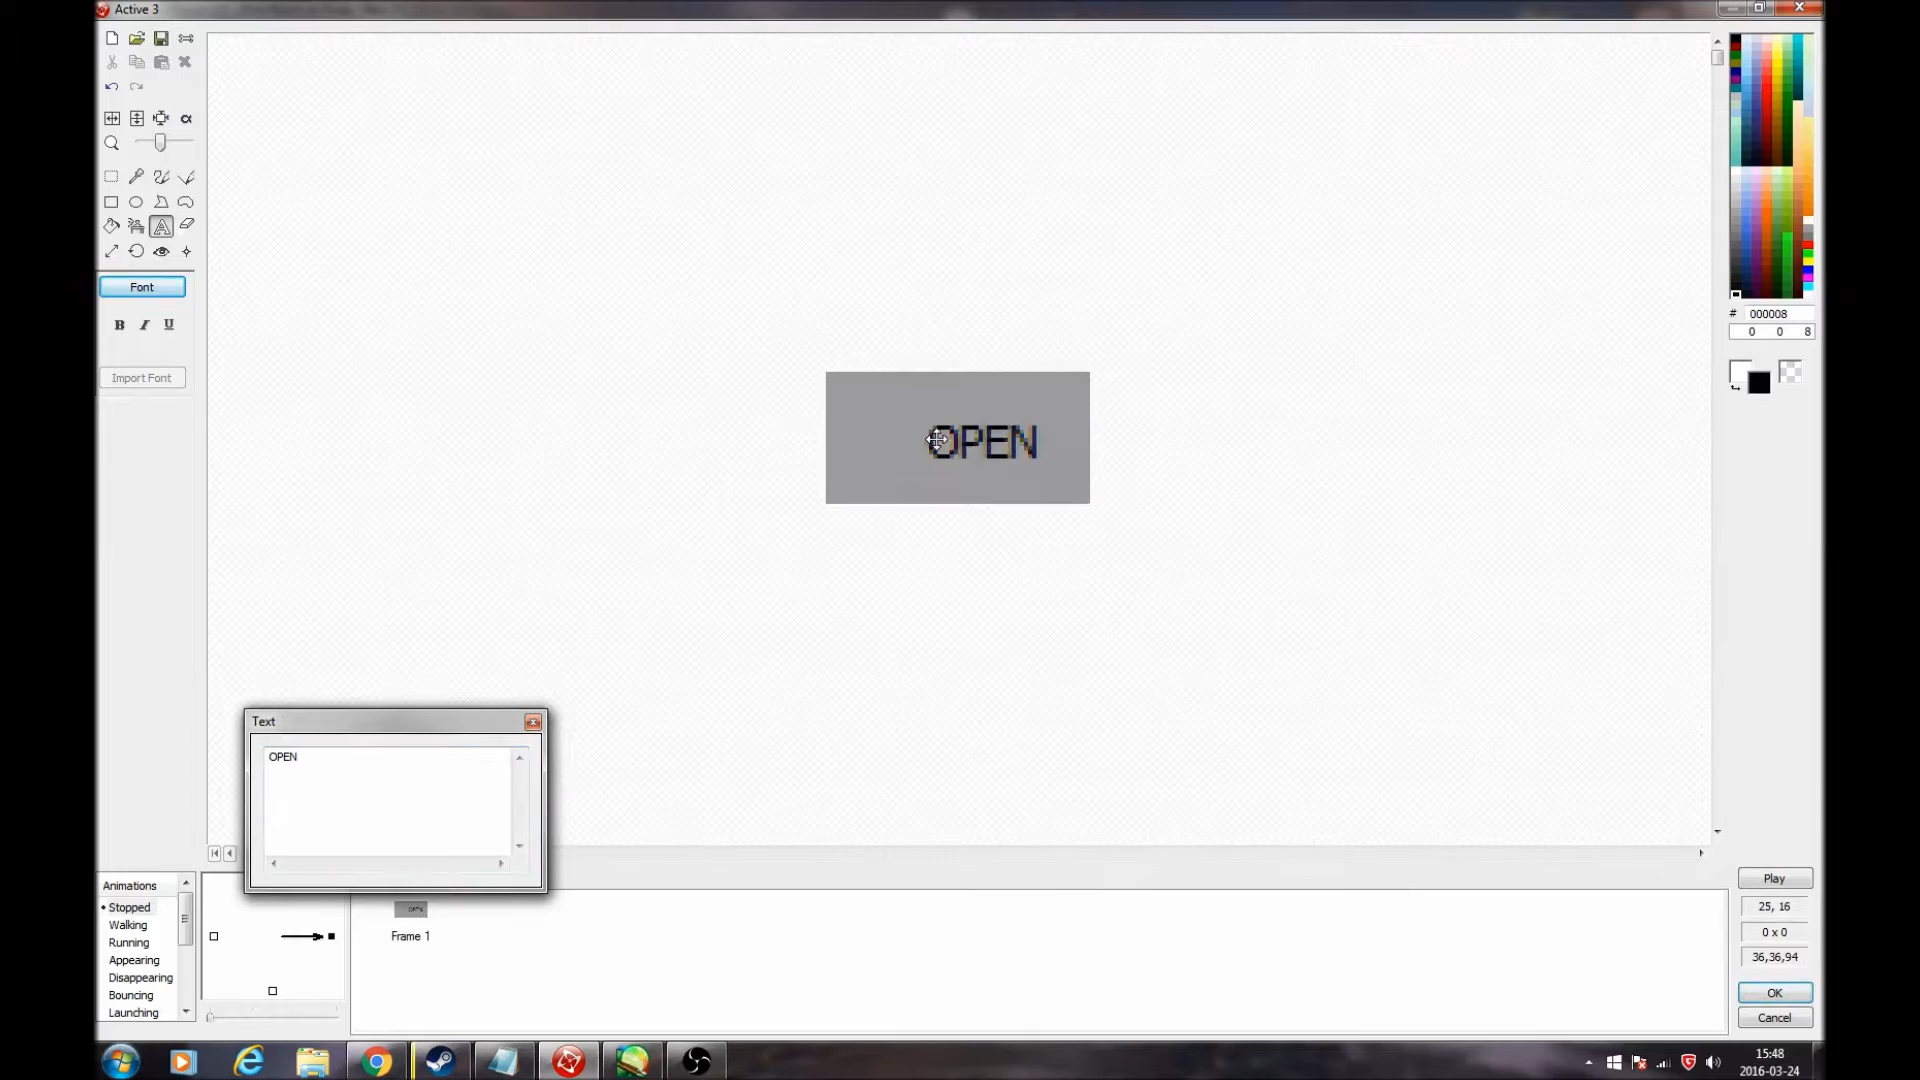 Active 3
Font
B I U
Import Font
# 000008
0 0 8
OPEN
Text
OPEN
Animations
Stopped
Walking
Running
Appearing
Disappearing
Bouncing
Launching
Frame 1
Play
25, 16
0 x 0
36,36,94
OK
Cancel
15:48
2016-03-24